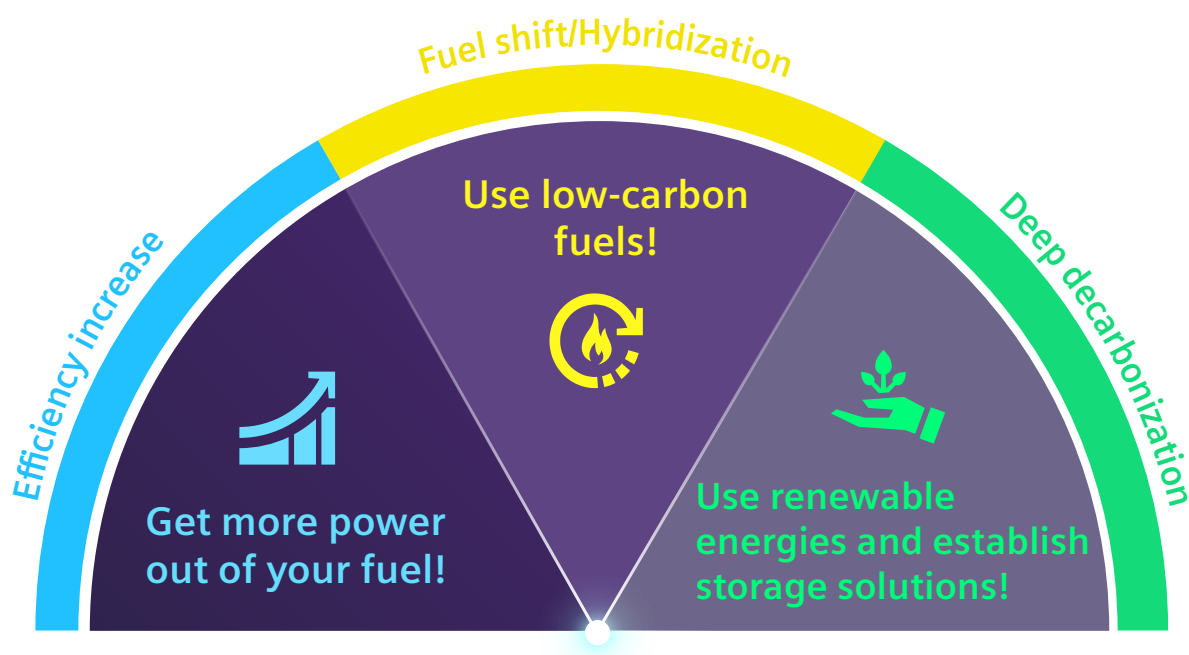 Fuel shift/Hybridization
Efficiency increase
Deep decarbonization
Use low-carbon
fuels!
Get more power
out of your fuel!
Use renewable
energies and establish
storage solutions!